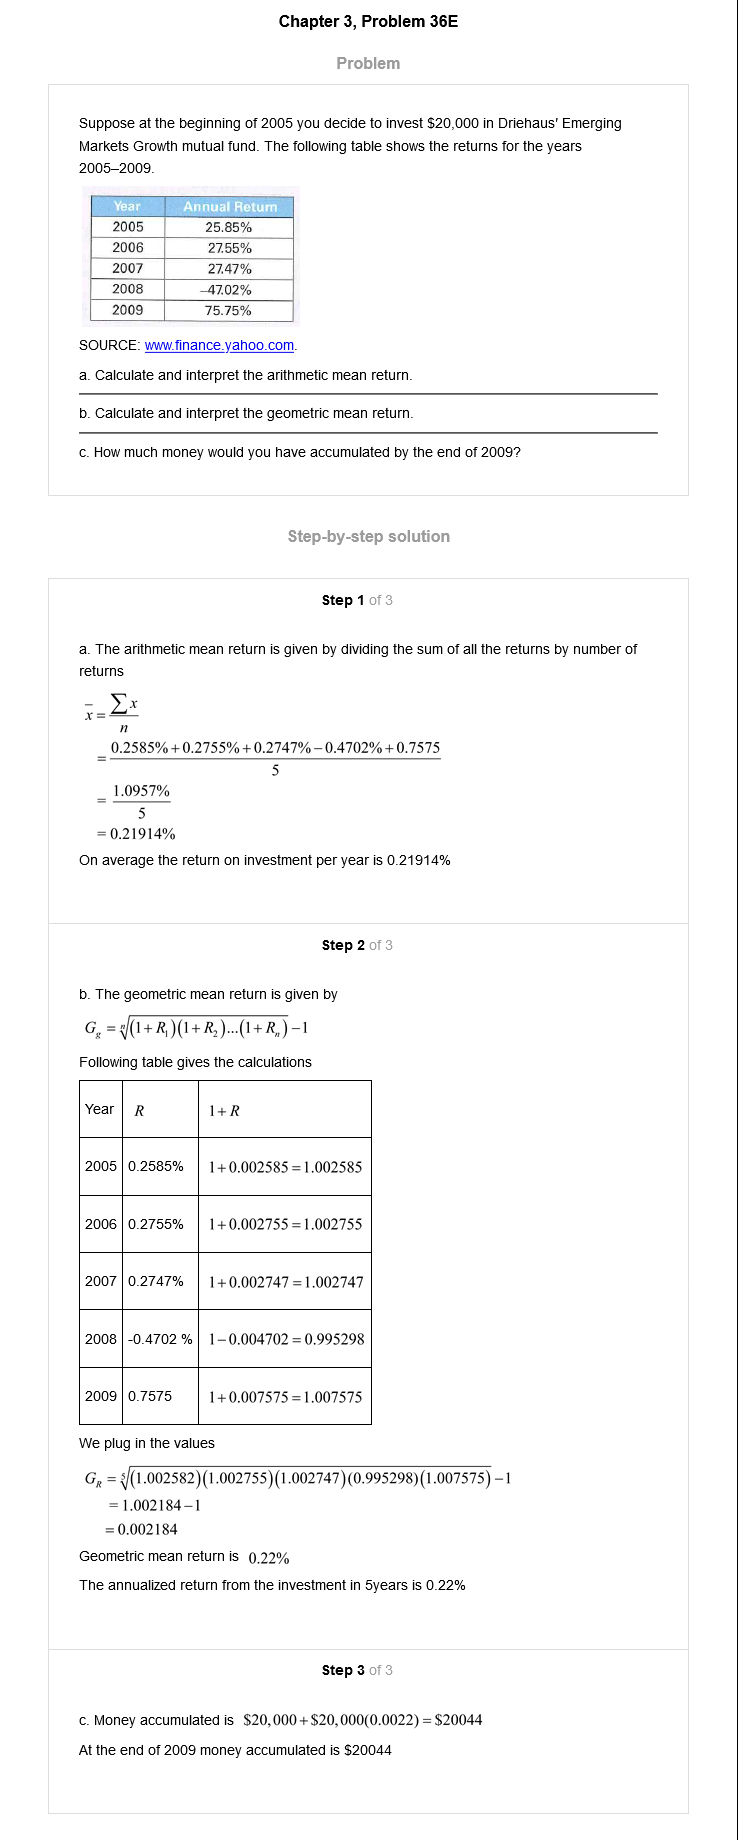 Chapter 3, Problem 36E
Problem
Suppose at the beginning of 2005 you decide to invest $20,000 in Driehaus' Emerging
Markets Growth mutual fund. The following table shows the returns for the years
2005–2009.
Year Annual Return
2005 25.85%
2006 27.55%
2007 27.47%
2008 –47.02%
2009 75.75%
SOURCE: www.finance.yahoo.com.
a. Calculate and interpret the arithmetic mean return.
b. Calculate and interpret the geometric mean return.
c. How much money would you have accumulated by the end of 2009?
Step-by-step solution
Step 1 of 3
a. The arithmetic mean return is given by dividing the sum of all the returns by number of
returns
x̅ = ∑x / n
= (0.2585% + 0.2755% + 0.2747% − 0.4702% + 0.7575) / 5
= 1.0957% / 5
= 0.21914%
On average the return on investment per year is 0.21914%
Step 2 of 3
b. The geometric mean return is given by
G_g = ⁿ√((1+R₁)(1+R₂)...(1+Rₙ)) − 1
Following table gives the calculations
Year R 1+R
2005 0.2585% 1+0.002585 = 1.002585
2006 0.2755% 1+0.002755 = 1.002755
2007 0.2747% 1+0.002747 = 1.002747
2008 -0.4702 % 1−0.004702 = 0.995298
2009 0.7575 1+0.007575 = 1.007575
We plug in the values
G_R = ⁵√((1.002582)(1.002755)(1.002747)(0.995298)(1.007575)) − 1
= 1.002184 − 1
= 0.002184
Geometric mean return is 0.22%
The annualized return from the investment in 5years is 0.22%
Step 3 of 3
c. Money accumulated is $20,000 + $20,000(0.0022) = $20044
At the end of 2009 money accumulated is $20044